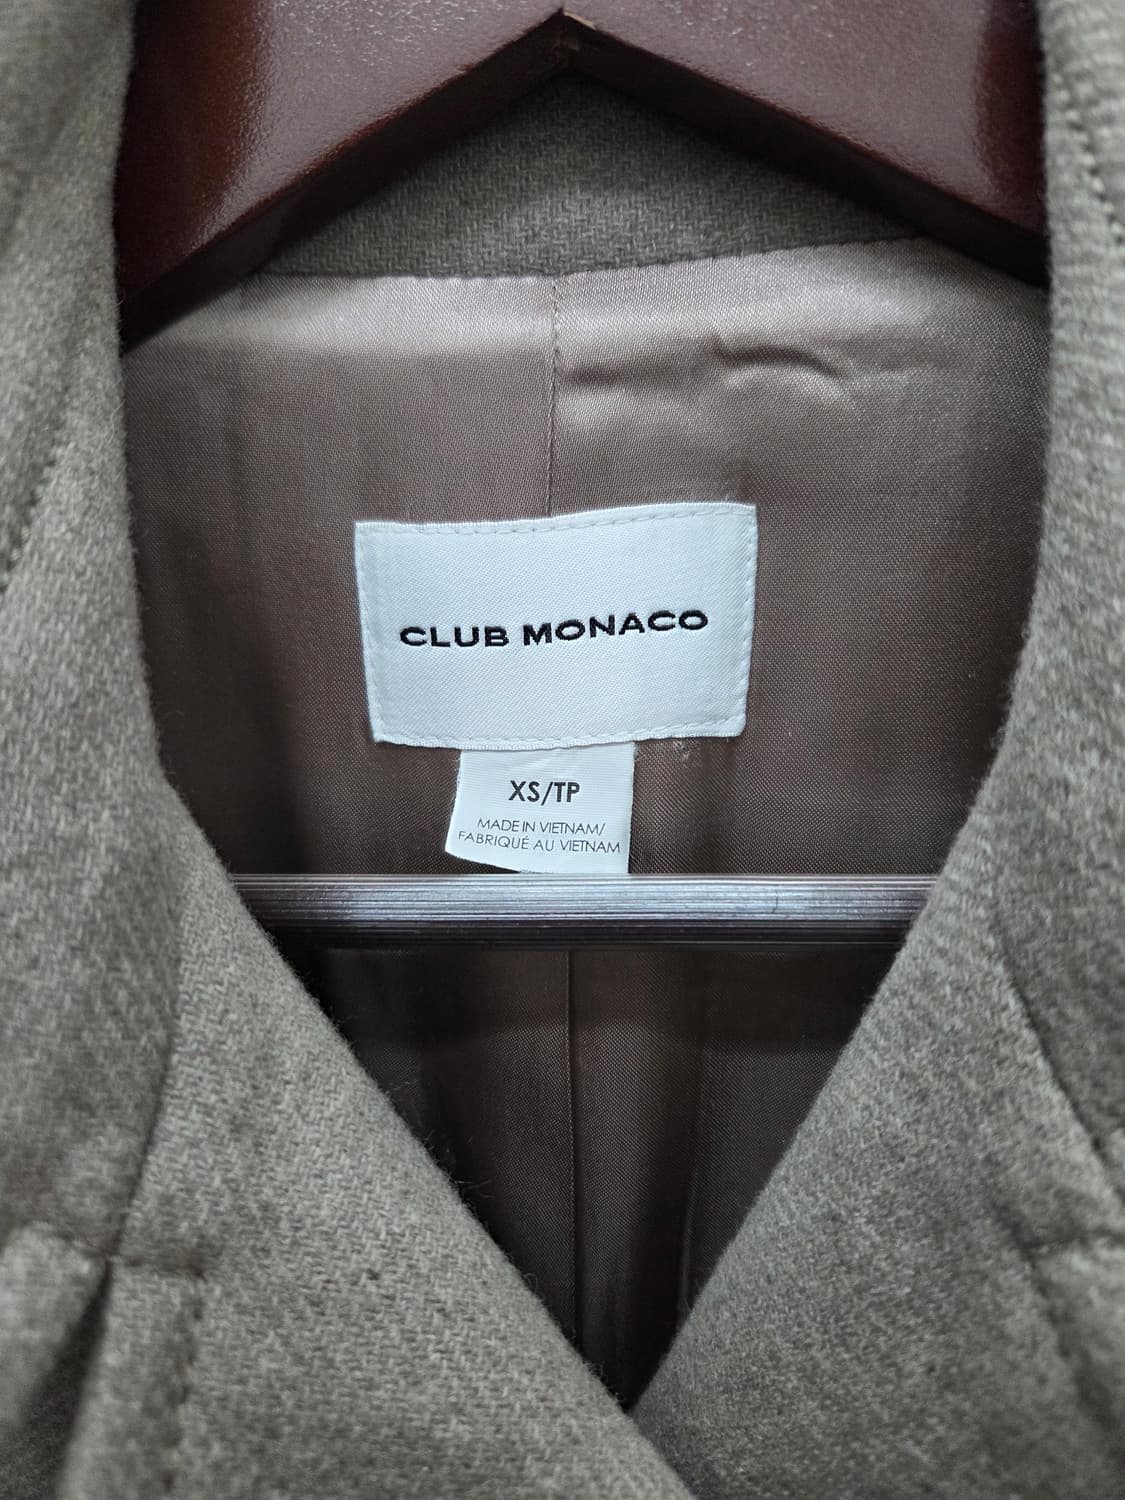 CLUB MONACO
XS/TP
MADE IN VIETNAM/
FABRIQUÉ AU VIETNAM